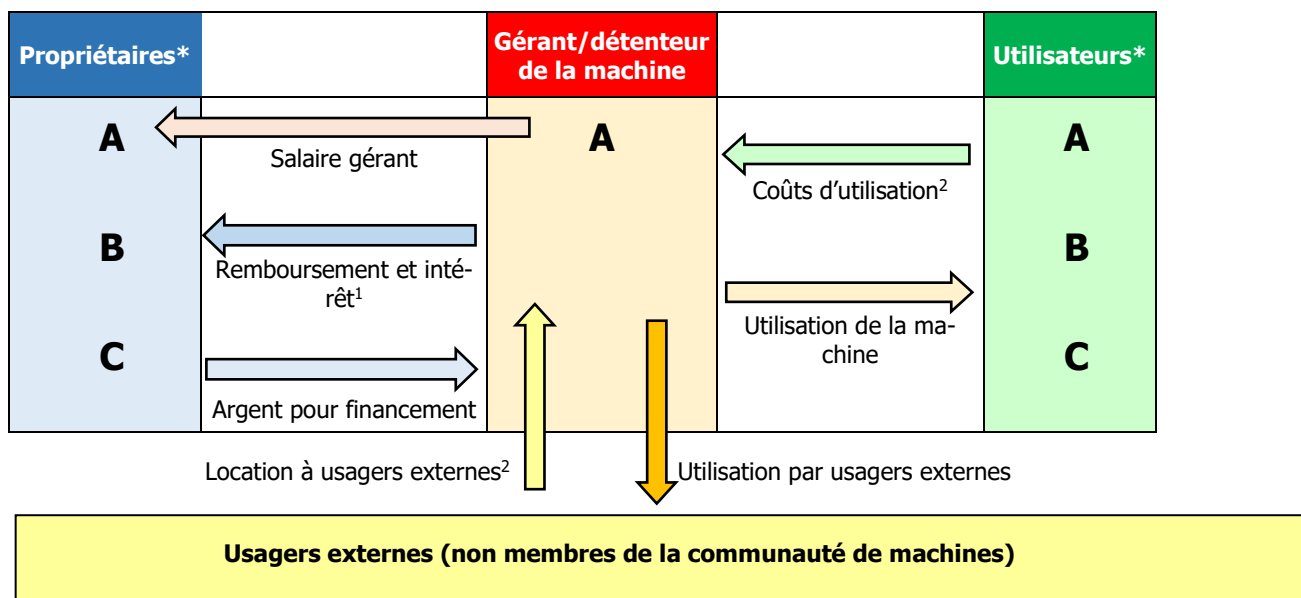 Propriétaires*
Gérant/détenteur
de la machine
Utilisateurs*
A
Salaire gérant
A
Coûts d'utilisation2
A
B
Remboursement et inté-
rêt1
B
Utilisation de la ma-
chine
C
Argent pour financement
C
Location à usagers externes2
Utilisation par usagers externes
Usagers externes (non membres de la communauté de machines)